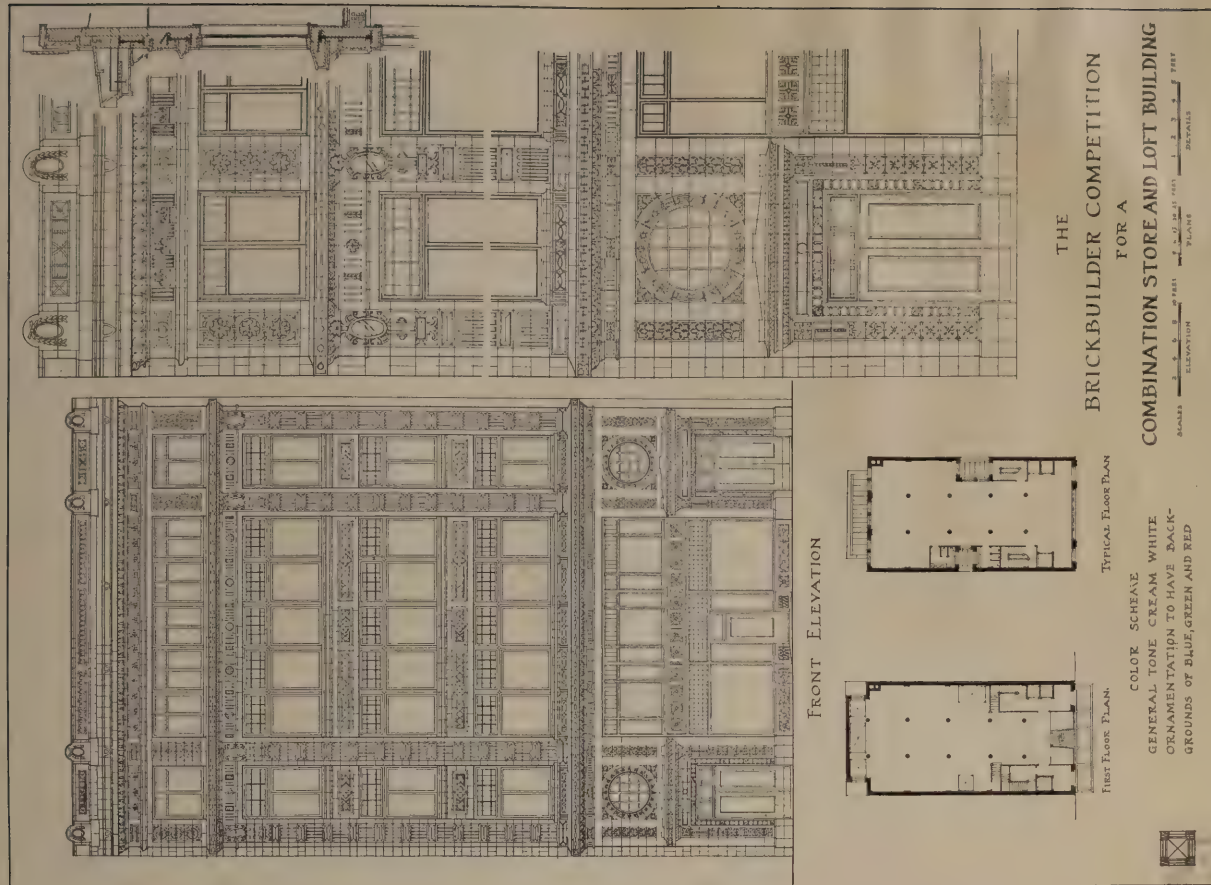 THE
BRICKBUILDER COMPETITION
FOR A
COMBINATION STORE AND LOFT BUILDING
SCALES
ELEVATION
PLANS
DETAILS
FRONT ELEVATION
FIRST FLOOR PLAN.
TYPICAL FLOOR PLAN
COLOR SCHEME
GENERAL TONE CREAM WHITE
ORNAMENTATION TO HAVE BACK-
GROUNDS OF BLUE, GREEN AND RED